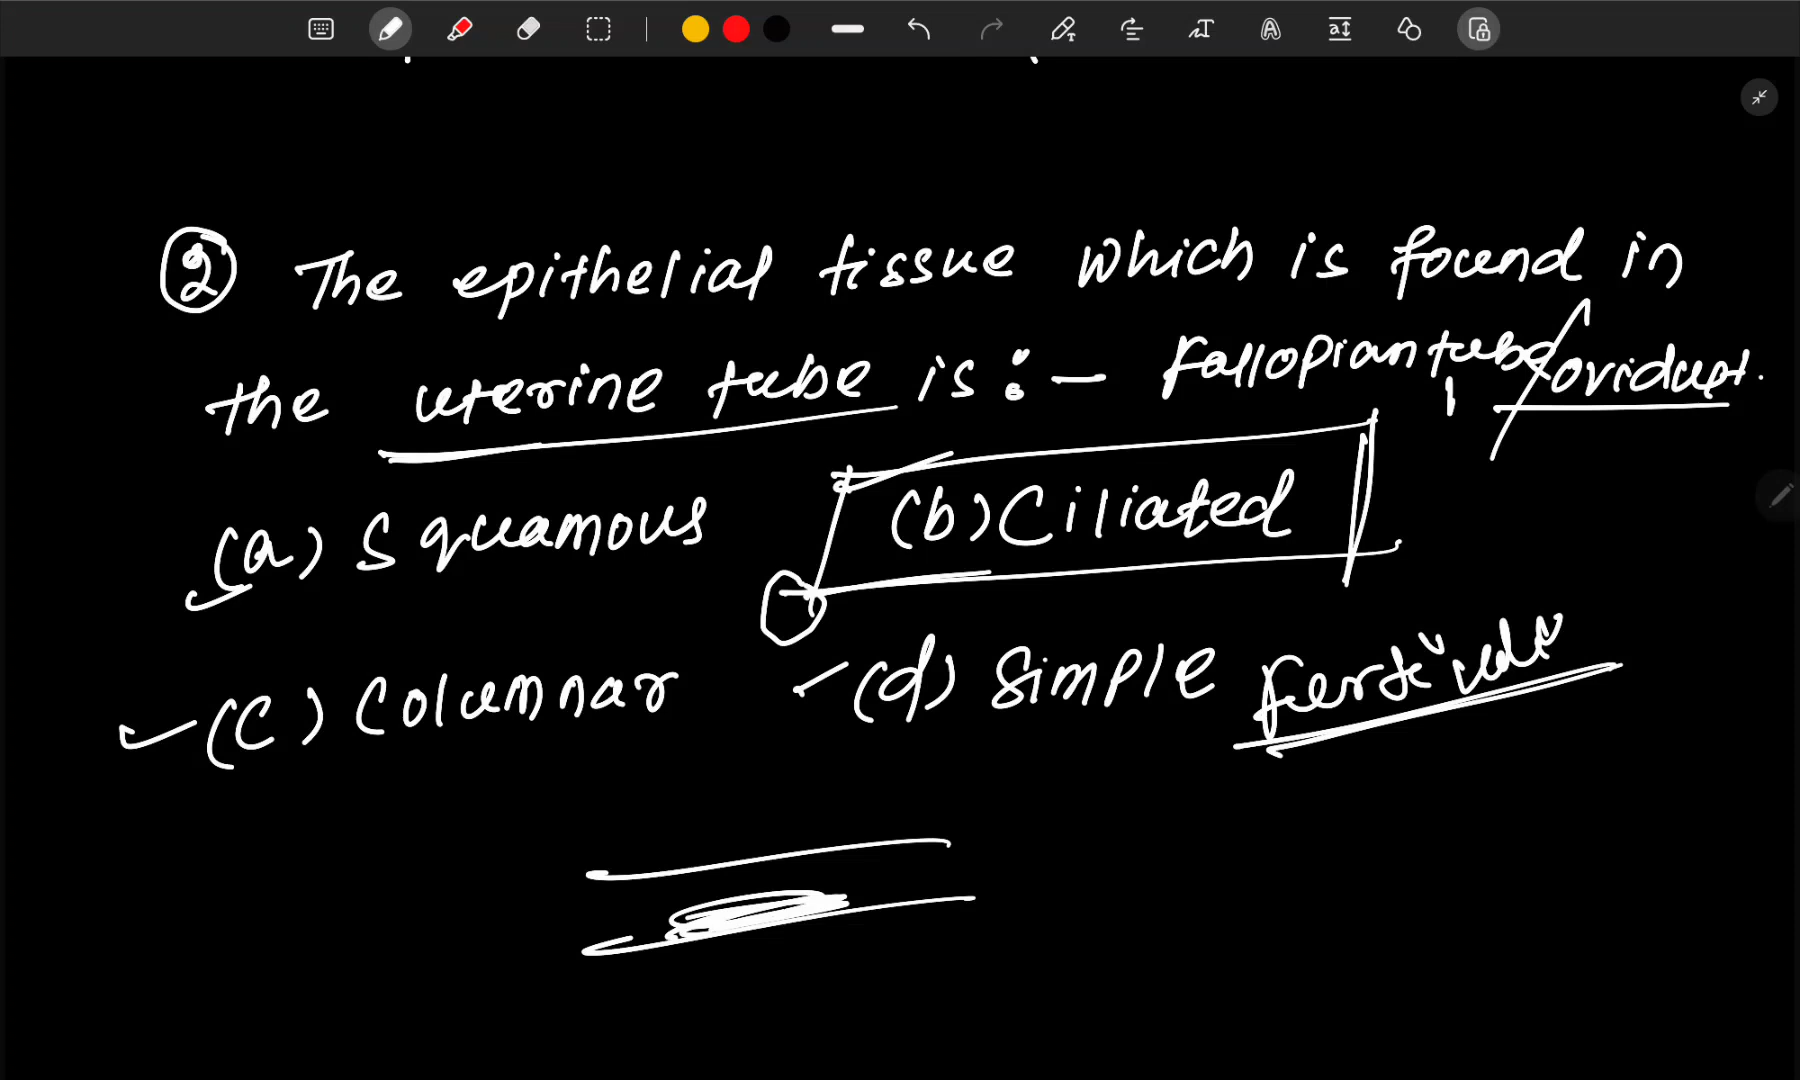 ② The epithelial tissue which is found in
the uterine tube is :- fallopian tube/oviduct.
(a) Squamous (b) Ciliated
(c) Columnar (d) Simple